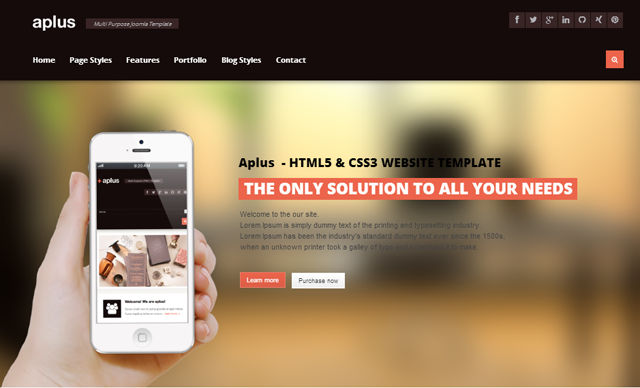 aplus
Multi Purpose Joomla Template
Home Page Styles Features Portfolio Blog Styles Contact
9:20 AM
aplus
Aplus - HTML5 & CSS3 WEBSITE TEMPLATE
THE ONLY SOLUTION TO ALL YOUR NEEDS
Welcome to the our site.
Lorem Ipsum is simply dummy text of the printing and typesetting industry
Lorem Ipsum has been the industry's standard dummy text ever since the 1500s,
when an unknown printer took a galley of type and
to make
Learn more Purchase now
Welcome! We are aplus!